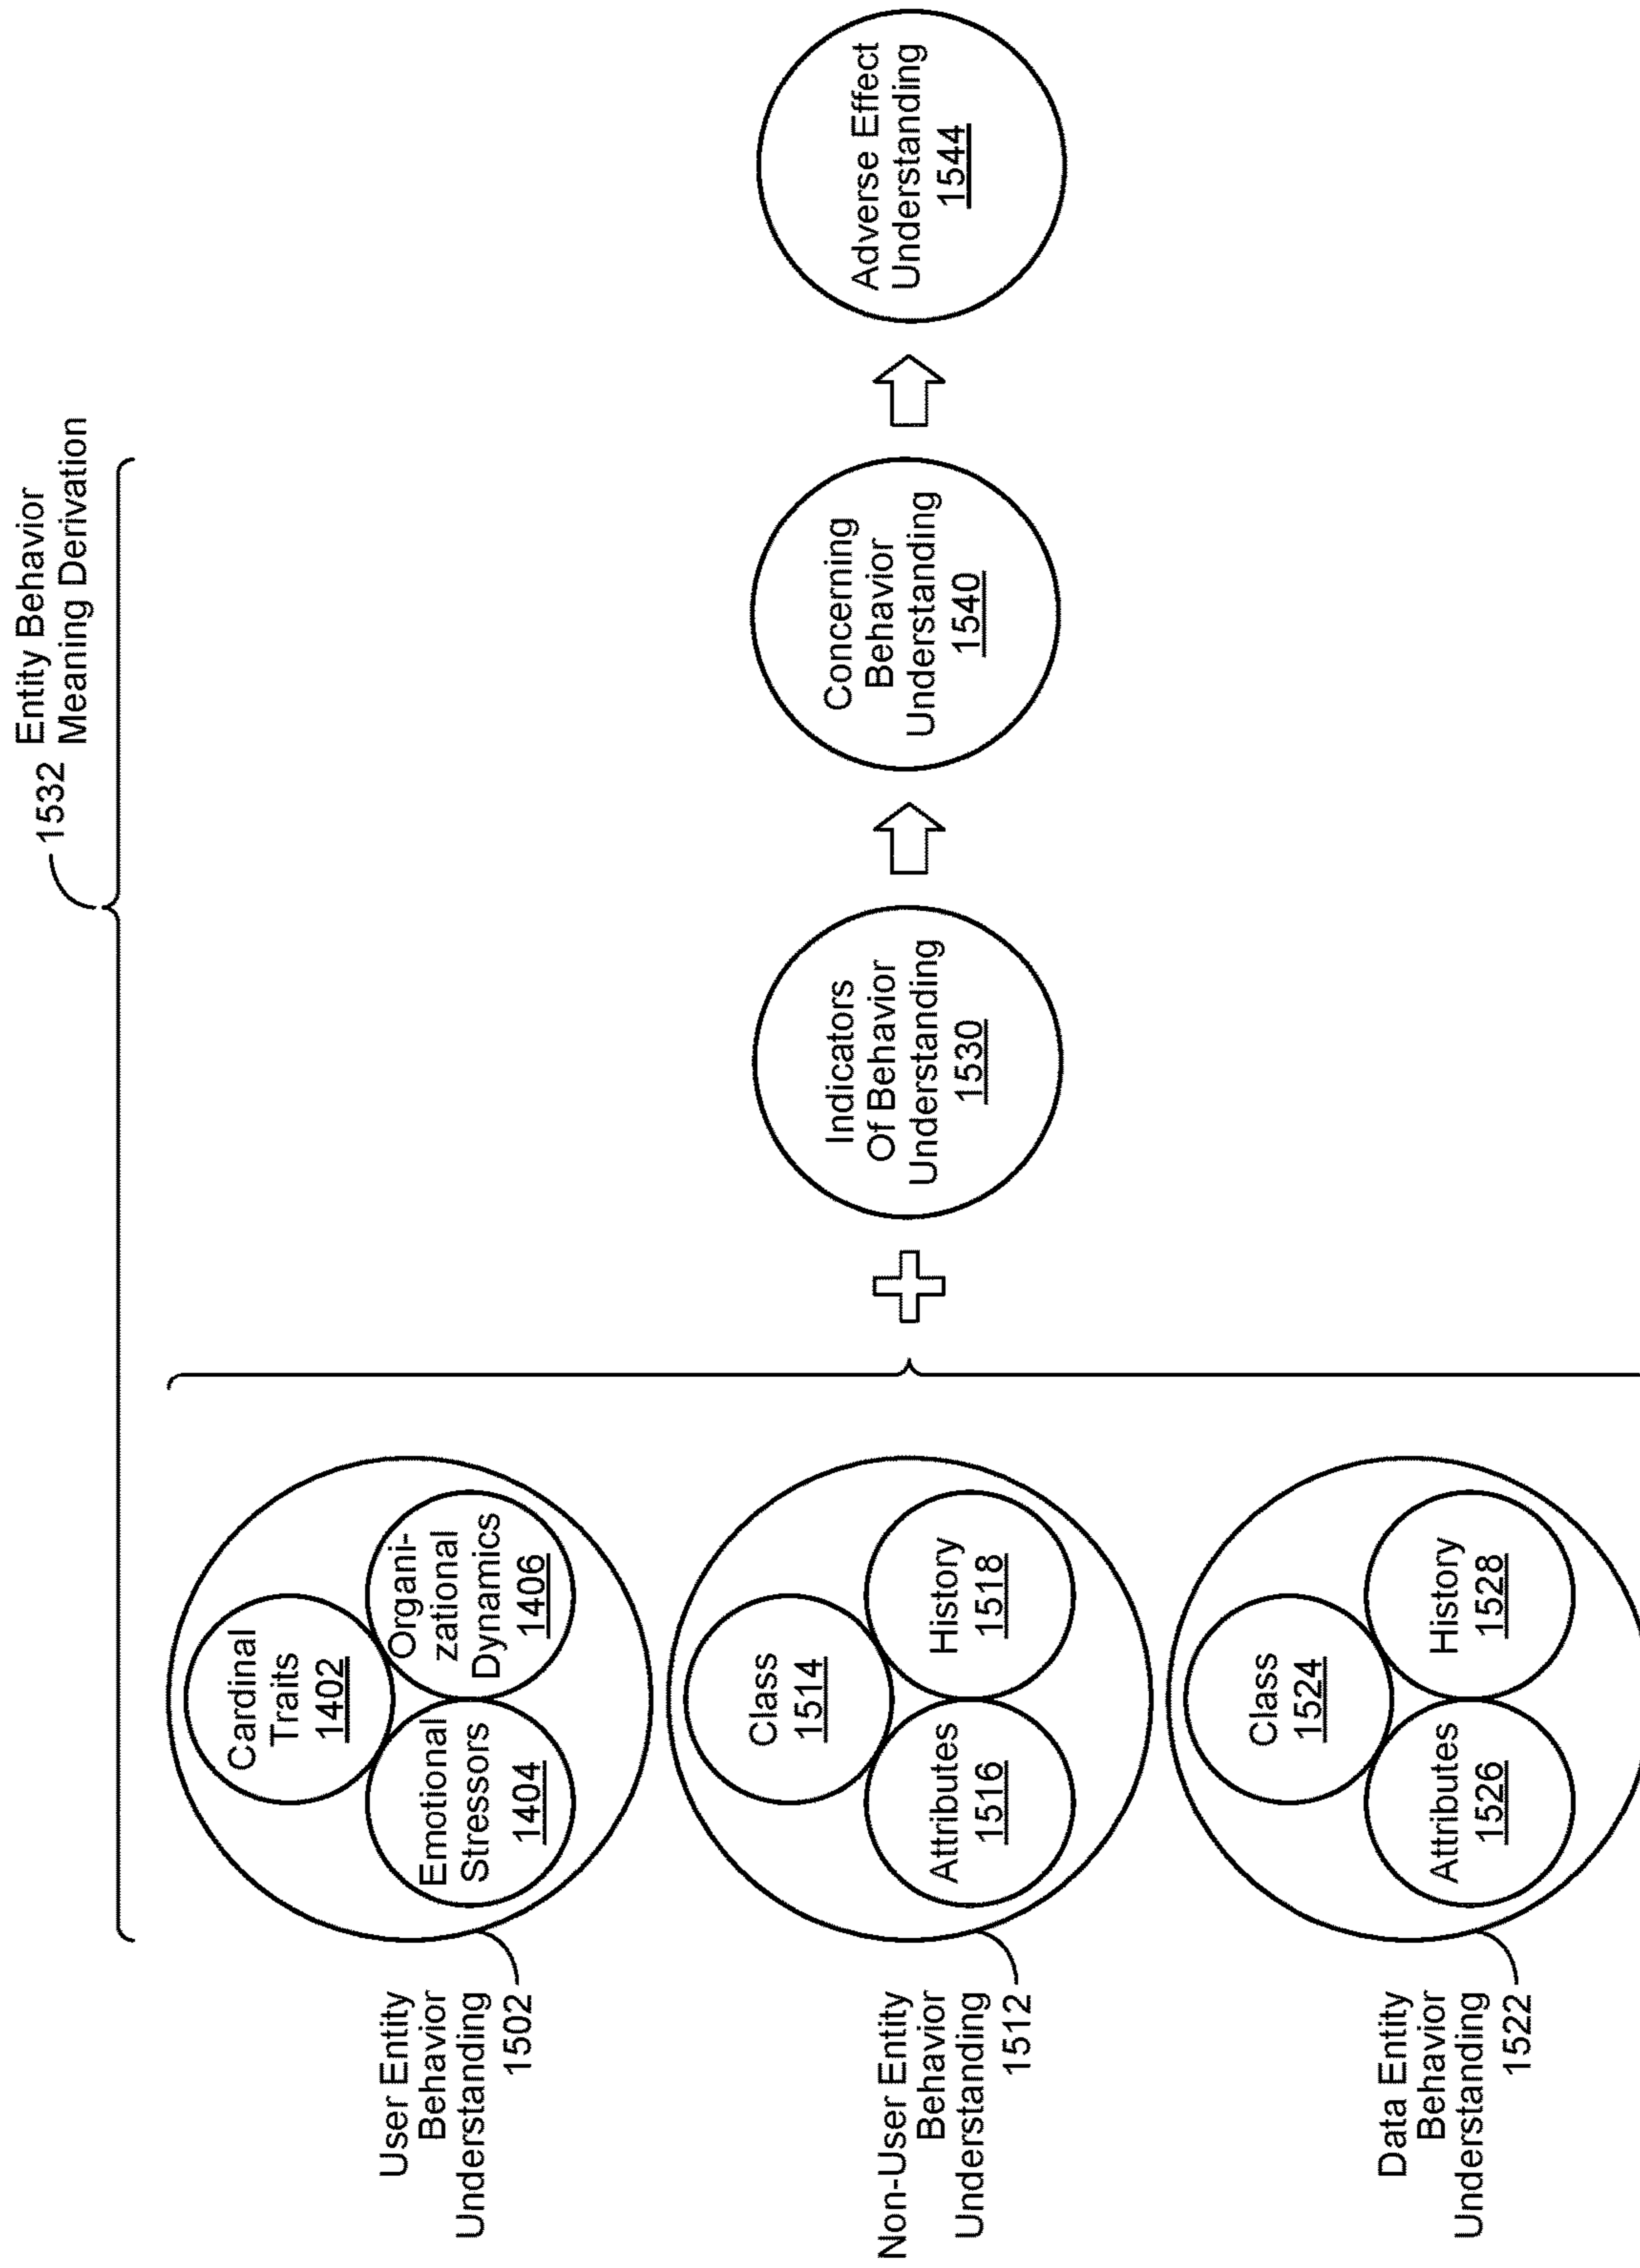 1532 Entity Behavior
Meaning Derivation
User Entity
Behavior
Understanding
1502
Cardinal
Traits
1402
Emotional
Stressors
1404
Organi-
zational
Dynamics
1406
Non-User Entity
Behavior
Understanding
1512
Class
1514
Attributes
1516
History
1518
Data Entity
Behavior
Understanding
1522
Class
1524
Attributes
1526
History
1528
Indicators
Of Behavior
Understanding
1530
Concerning
Behavior
Understanding
1540
Adverse Effect
Understanding
1544